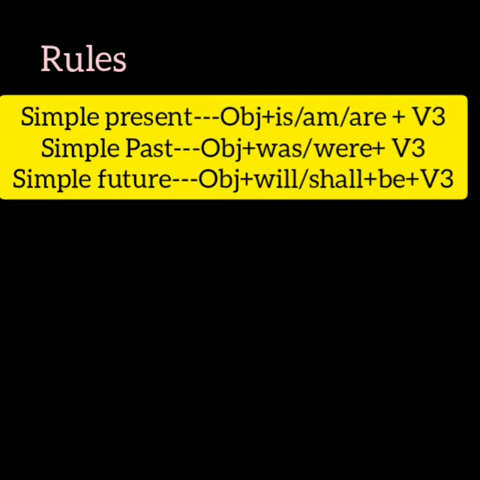 Rules
Simple present---Obj+is/am/are + V3
Simple Past---Obj+was/were+ V3
Simple future---Obj+will/shall+be+V3